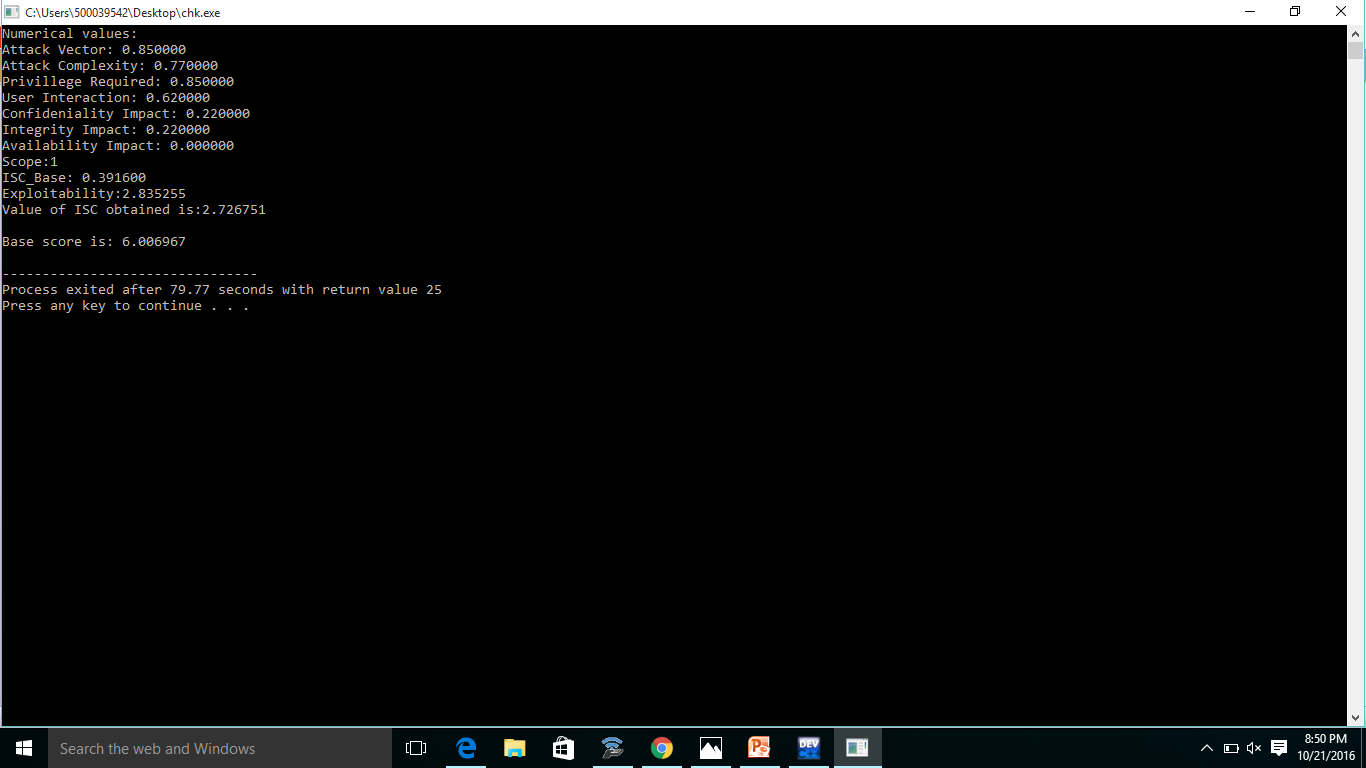 C:\Users\500039542\Desktop\chk.exe
Numerical values:
Attack Vector: 0.850000
Attack Complexity: 0.770000
Privillege Required: 0.850000
User Interaction: 0.620000
Confideniality Impact: 0.220000
Integrity Impact: 0.220000
Availability Impact: 0.000000
Scope:1
ISC_Base: 0.391600
Exploitability:2.835255
Value of ISC obtained is:2.726751
Base score is: 6.006967
--------------------------------
Process exited after 79.77 seconds with return value 25
Press any key to continue . . .
Search the web and Windows
DEV
C++
8:50 PM
10/21/2016